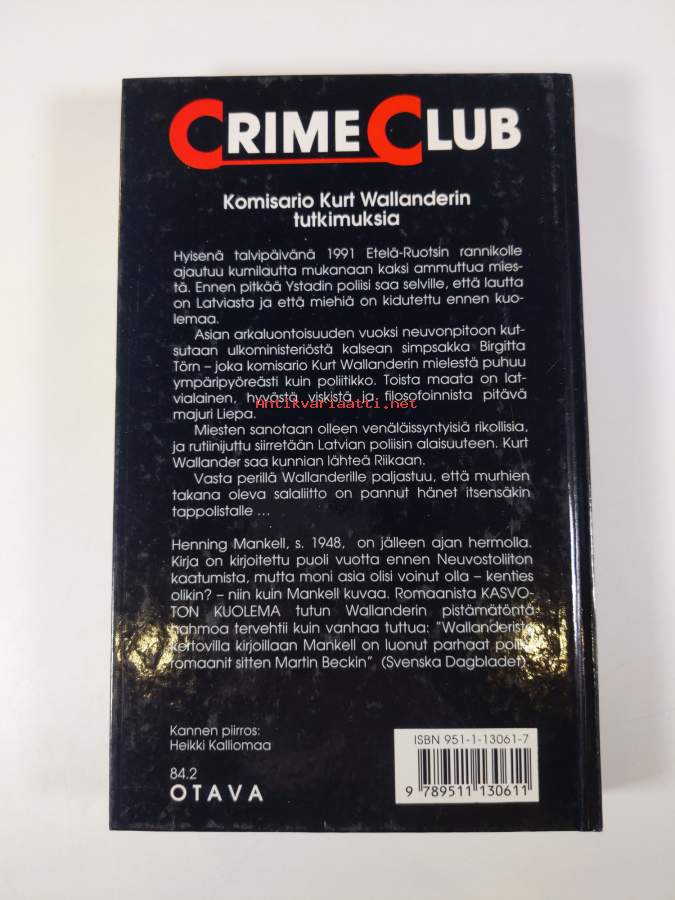 CRIME CLUB
Komisario Kurt Wallanderin
tutkimuksia
Hyisenä talvipäivänä 1991 Etelä-Ruotsin rannikolle
ajautuu kumilautta mukanaan kaksi ammuttua mies-
tä. Ennen pitkää Ystadin poliisi saa selville, että lautta
on Latviasta ja että miehiä on kidutettu ennen kuo-
lemaa.
Asian arkaluontoisuuden vuoksi neuvonpitoon kut-
sutaan ulkoministeriöstä kalsean simpsakka Birgitta
Törn – joka komisario Kurt Wallanderin mielestä puhuu
ympäripyöreästi kuin poliitikko. Toista maata on lat-
vialainen, hyvästä viskistä ja filosofoinnista pitävä
Antikvariaatti.net
majuri Liepa.
Miesten sanotaan olleen venäläissyntyisiä rikollisia,
ja rutiinijuttu siirretään Latvian poliisin alaisuuteen. Kurt
Wallander saa kunnian lähteä Riikaan.
Vasta perillä Wallanderille paljastuu, että murhien
takana oleva salaliitto on pannut hänet itsensäkin
tappolistalle ...
Henning Mankell, s. 1948, on jälleen ajan hermolla.
Kirja on kirjoitettu puoli vuotta ennen Neuvostoliiton
kaatumista, mutta moni asia olisi voinut olla – kenties
olikin? – niin kuin Mankell kuvaa. Romaanista KASVO-
TON KUOLEMA tutun Wallanderin pistämätöntä
hahmoa tervehtii kuin vanhaa tuttua: "Wallanderista
kertovilla kirjoillaan Mankell on luonut parhaat poliisi-
romaanit sitten Martin Beckin" (Svenska Dagbladet).
Kannen piirros:
Heikki Kalliomaa
84.2
OTAVA
ISBN 951-1-13061-7
9 789511 130611